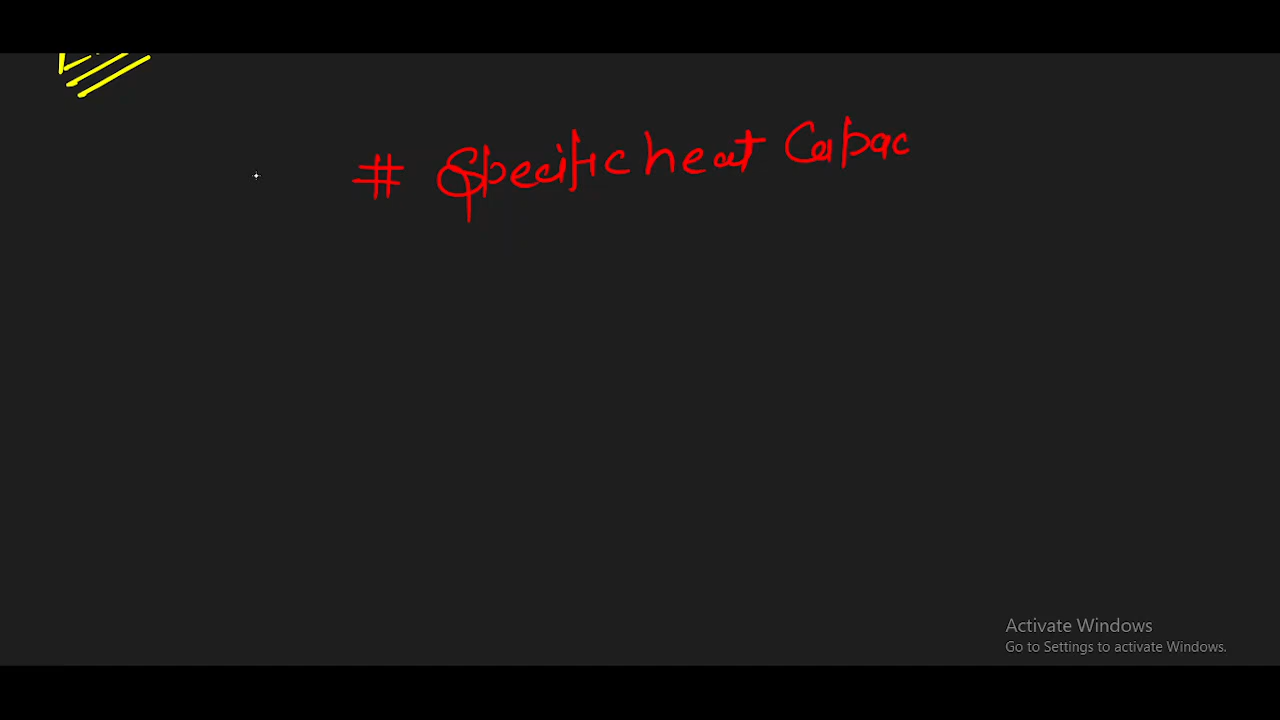 # Specific heat Capac
Activate Windows
Go to Settings to activate Windows.